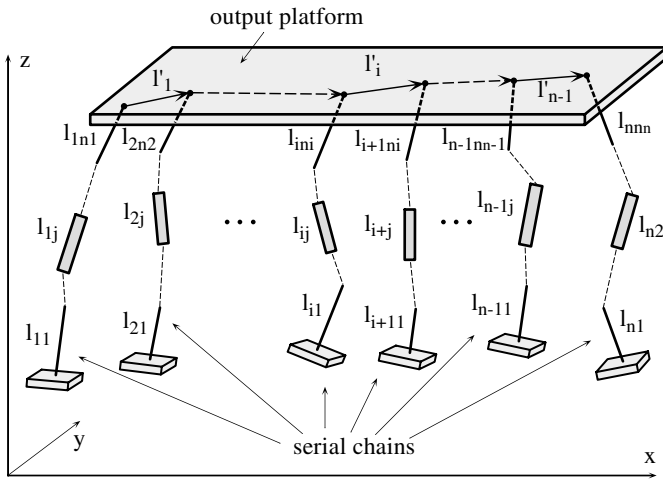 output platform
z
l'1 l'i l'n-1
l1n1 l2n2 lini li+1ni ln-1nn-1 lnnn
l1j l2j ... lij li+j ... ln-1j ln2
l11 l21 li1 li+11 ln-11 ln1
y serial chains x